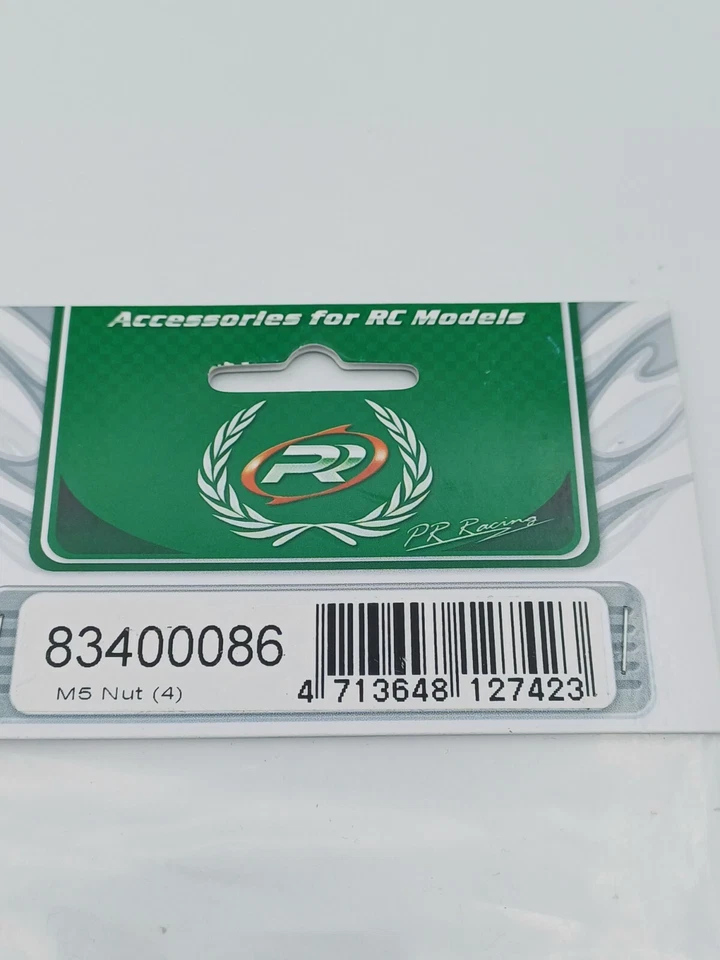 Accessories for RC Models
PR
PR Racing
83400086
M5 Nut (4)
4 713648 127423